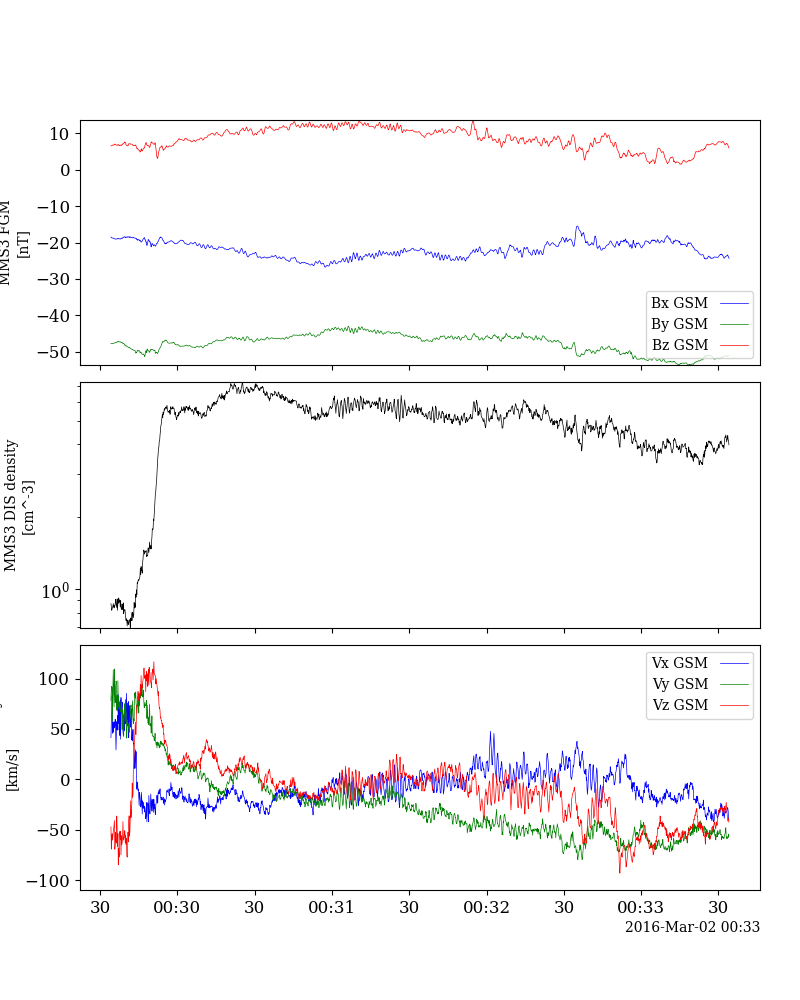 MMS3 FGM
[nT]
10
0
−10
−20
−30
−40
−50
Bx GSM
By GSM
Bz GSM
MMS3 DIS density
[cm^-3]
10^0
Vx GSM
Vy GSM
Vz GSM
[km/s]
100
50
0
−50
−100
30 00:30 30 00:31 30 00:32 30 00:33 30
2016-Mar-02 00:33